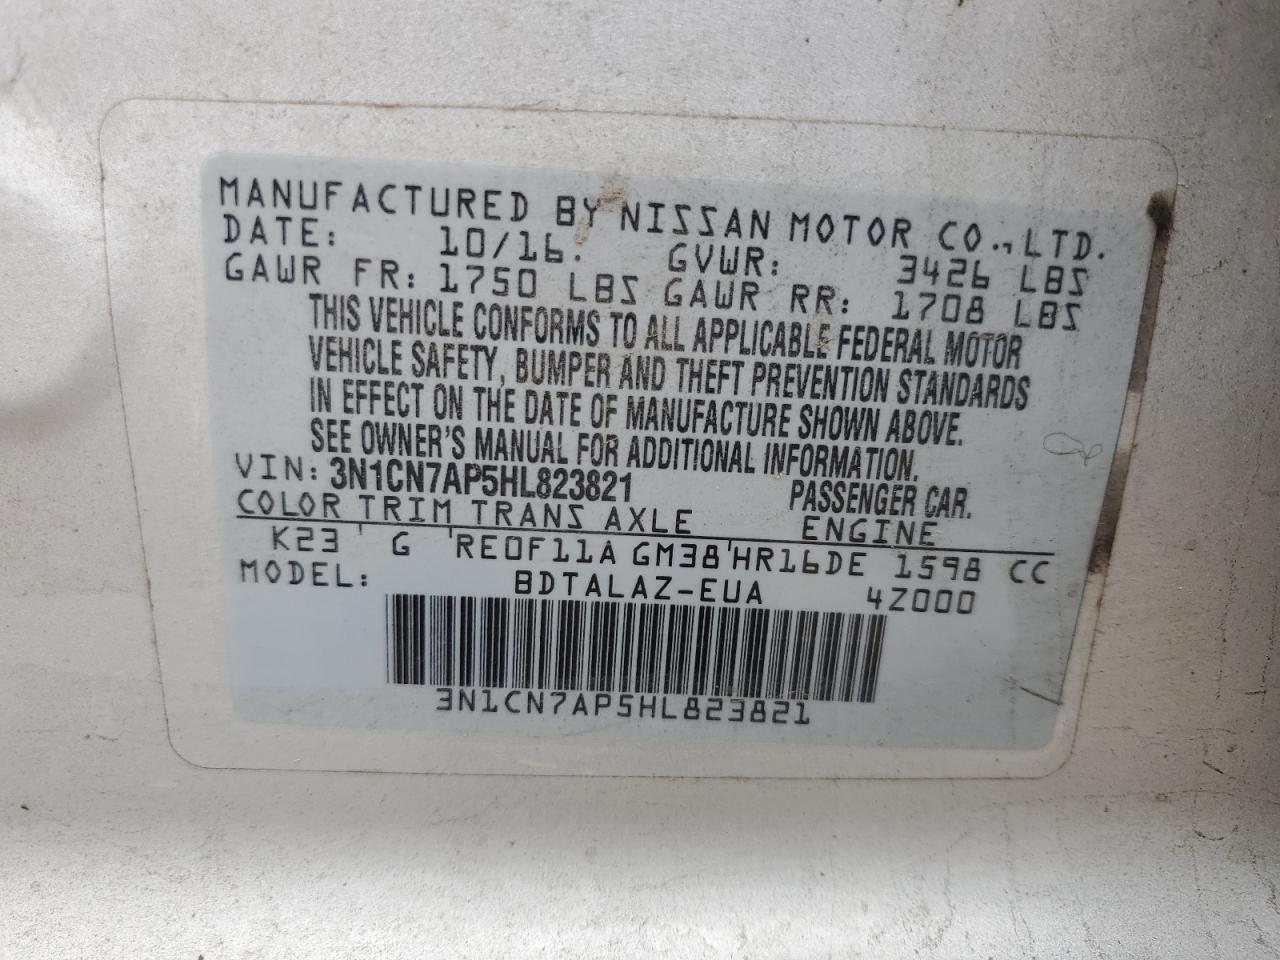 MANUFACTURED BY NISSAN MOTOR CO., LTD.
DATE: 10/16. GVWR: 3426 LBS
GAWR FR: 1750 LBS GAWR RR: 1708 LBS
THIS VEHICLE CONFORMS TO ALL APPLICABLE FEDERAL MOTOR
VEHICLE SAFETY, BUMPER AND THEFT PREVENTION STANDARDS
IN EFFECT ON THE DATE OF MANUFACTURE SHOWN ABOVE.
SEE OWNER'S MANUAL FOR ADDITIONAL INFORMATION.
VIN: 3N1CN7AP5HL823821 PASSENGER CAR.
COLOR TRIM TRANS AXLE ENGINE
K23 ' G 'RE0F11A GM38'HR16DE 1598 CC
MODEL: BDTALAZ-EUA 4Z000
3N1CN7AP5HL823821